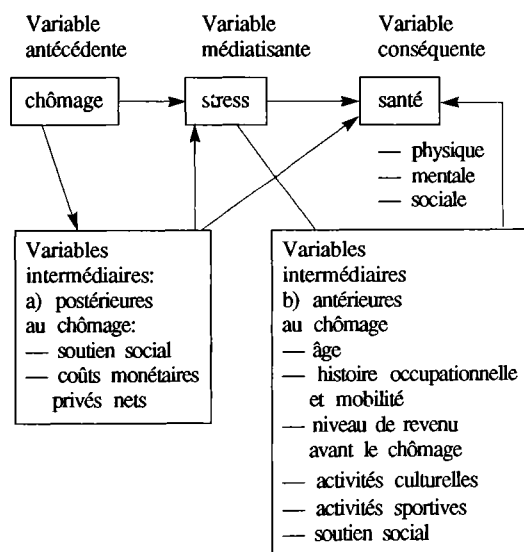 Variable
antécédente
Variable
médiatisante
Variable
conséquente
chômage
stress
santé
— physique
— mentale
— sociale
Variables
intermédiaires:
a) postérieures
au chômage:
— soutien social
— coûts monétaires
privés nets
Variables
intermédiaires
b) antérieures
au chômage
— âge
— histoire occupationnelle
et mobilité
— niveau de revenu
avant le chômage
— activités culturelles
— activités sportives
— soutien social